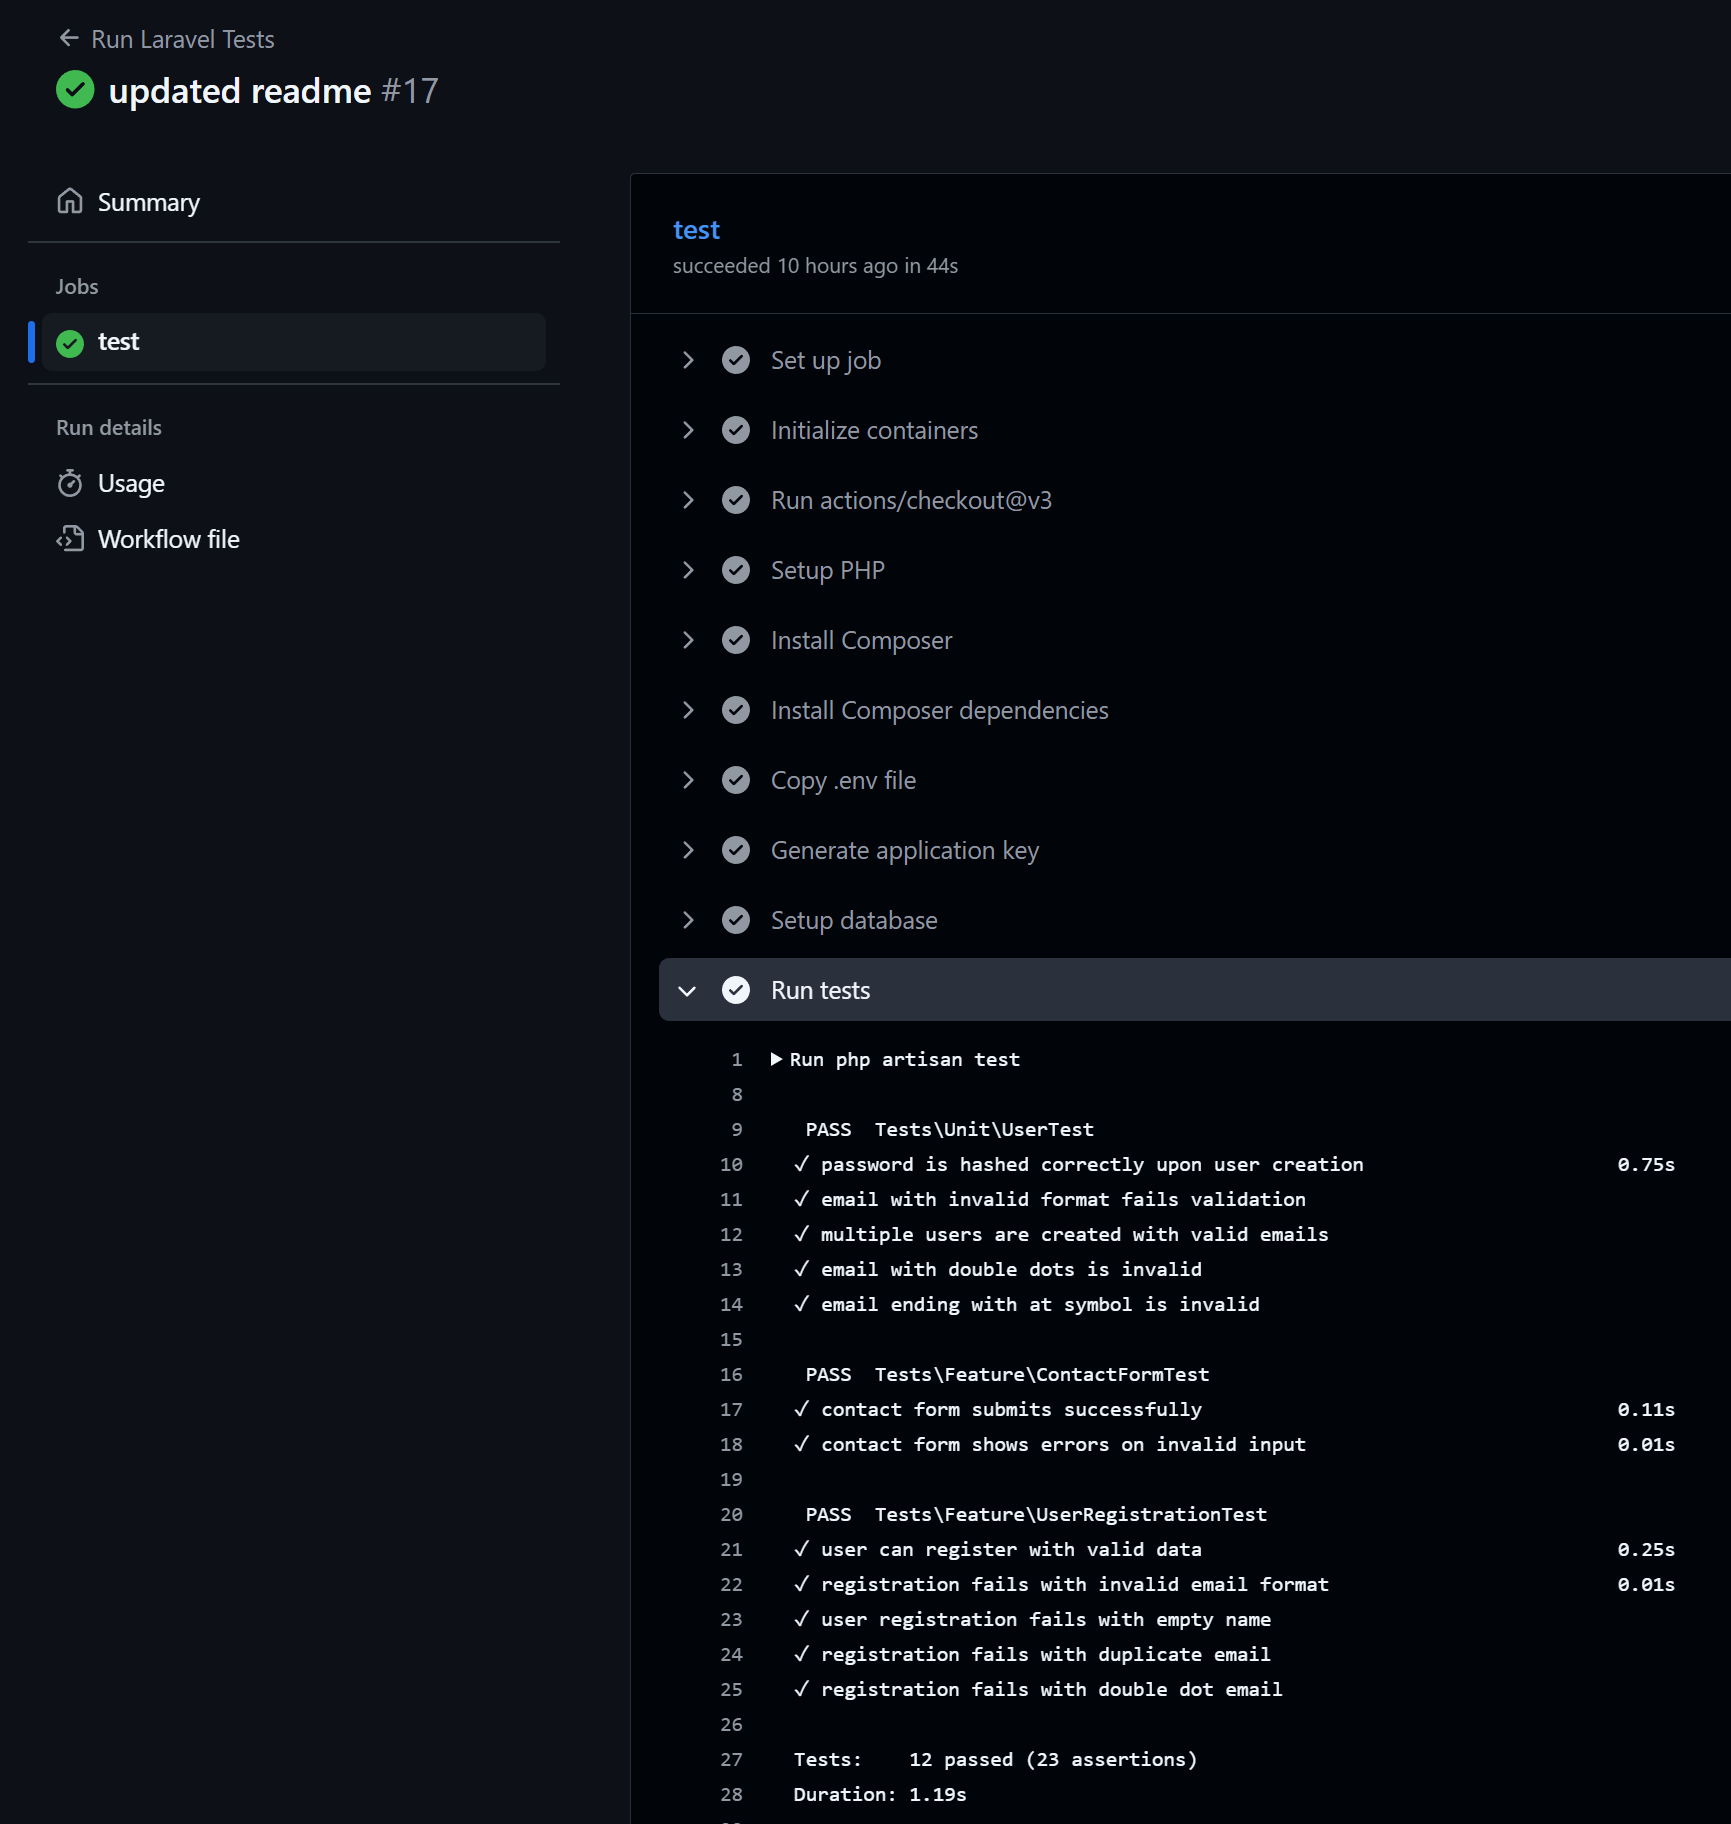 ← Run Laravel Tests
updated readme #17
Summary
Jobs
test
Run details
Usage
Workflow file
test
succeeded 10 hours ago in 44s
Set up job
Initialize containers
Run actions/checkout@v3
Setup PHP
Install Composer
Install Composer dependencies
Copy .env file
Generate application key
Setup database
Run tests
1 ▶ Run php artisan test
8
9 PASS Tests\Unit\UserTest
10 ✓ password is hashed correctly upon user creation 0.75s
11 ✓ email with invalid format fails validation
12 ✓ multiple users are created with valid emails
13 ✓ email with double dots is invalid
14 ✓ email ending with at symbol is invalid
15
16 PASS Tests\Feature\ContactFormTest
17 ✓ contact form submits successfully 0.11s
18 ✓ contact form shows errors on invalid input 0.01s
19
20 PASS Tests\Feature\UserRegistrationTest
21 ✓ user can register with valid data 0.25s
22 ✓ registration fails with invalid email format 0.01s
23 ✓ user registration fails with empty name
24 ✓ registration fails with duplicate email
25 ✓ registration fails with double dot email
26
27 Tests: 12 passed (23 assertions)
28 Duration: 1.19s